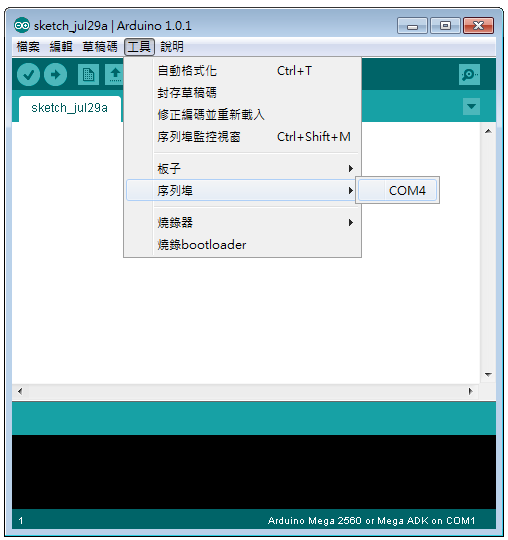 sketch_jul29a | Arduino 1.0.1
檔案 編輯 草稿碼 工具 說明
自動格式化 Ctrl+T
封存草稿碼
sketch_jul29a
修正編碼並重新載入
序列埠監控視窗 Ctrl+Shift+M
板子
序列埠
COM4
燒錄器
燒錄bootloader
1
Arduino Mega 2560 or Mega ADK on COM1